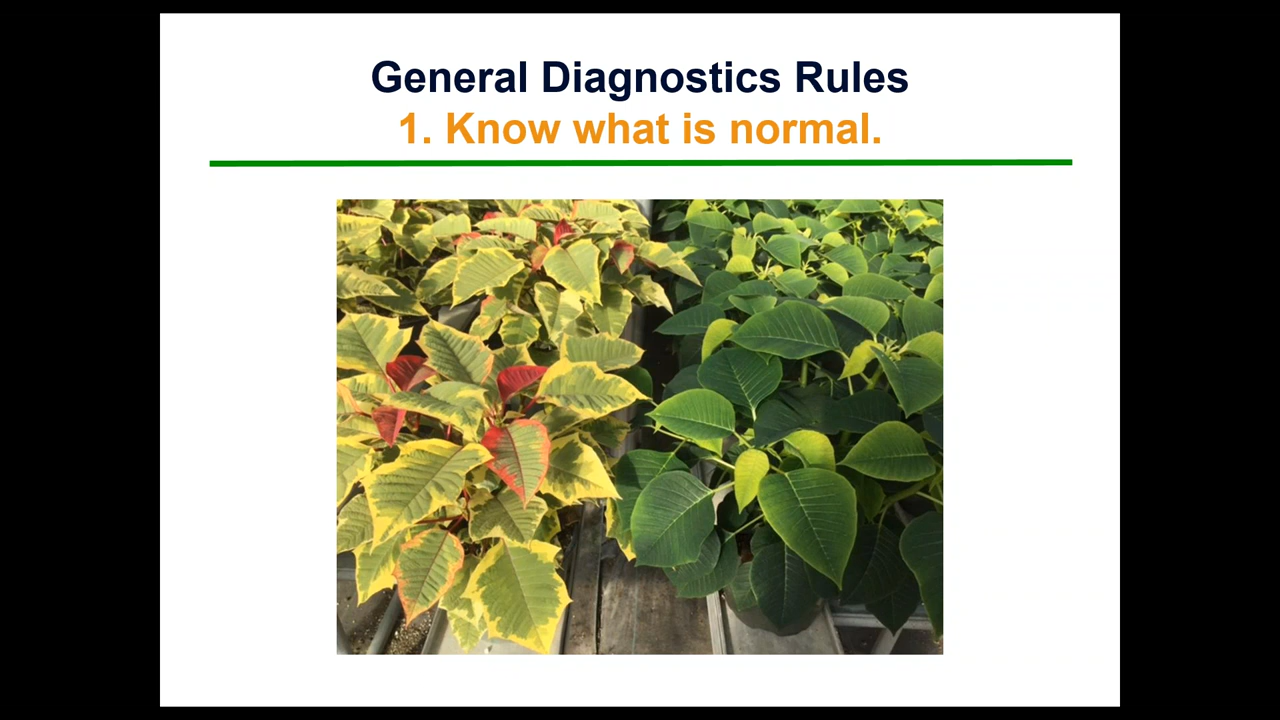 General Diagnostics Rules
1. Know what is normal.